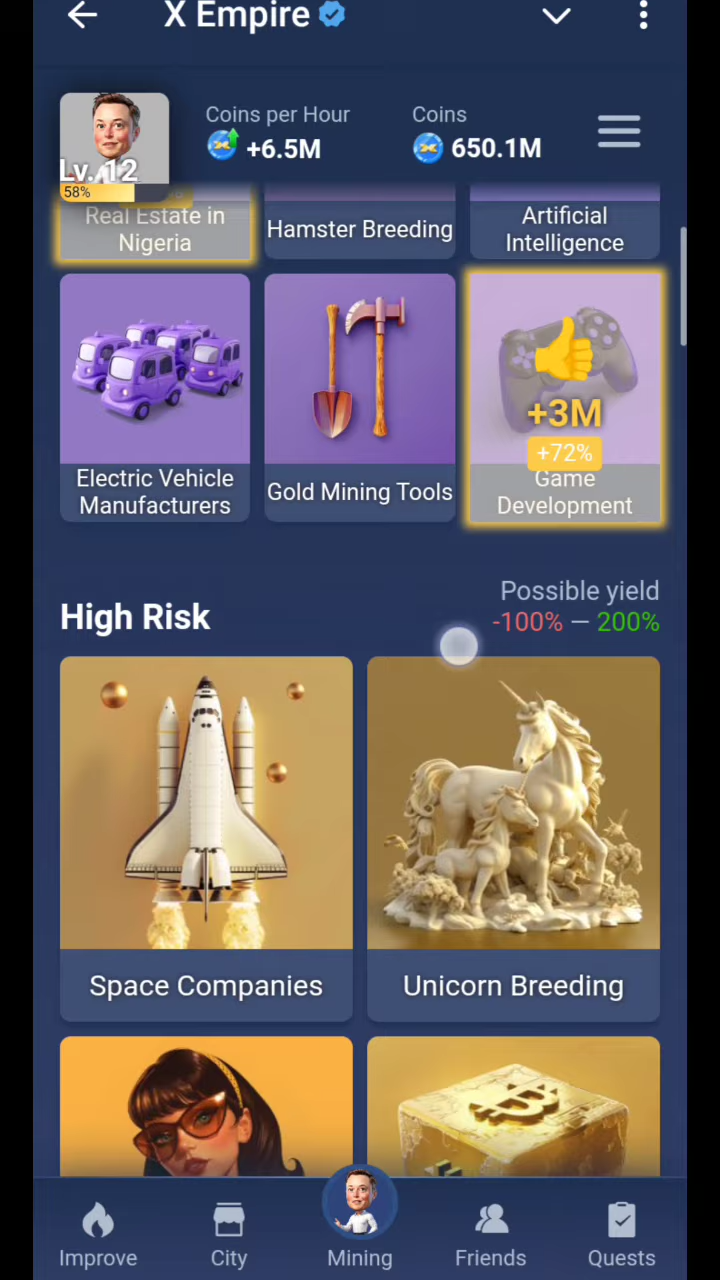 X Empire
Coins per Hour
+6.5M
Coins
650.1M
Lv. 12
58%
Real Estate in
Nigeria
Hamster Breeding
Artificial
Intelligence
Electric Vehicle
Manufacturers
Gold Mining Tools
+3M
+72%
Game
Development
High Risk
Possible yield
-100% — 200%
Space Companies
Unicorn Breeding
Improve
City
Mining
Friends
Quests